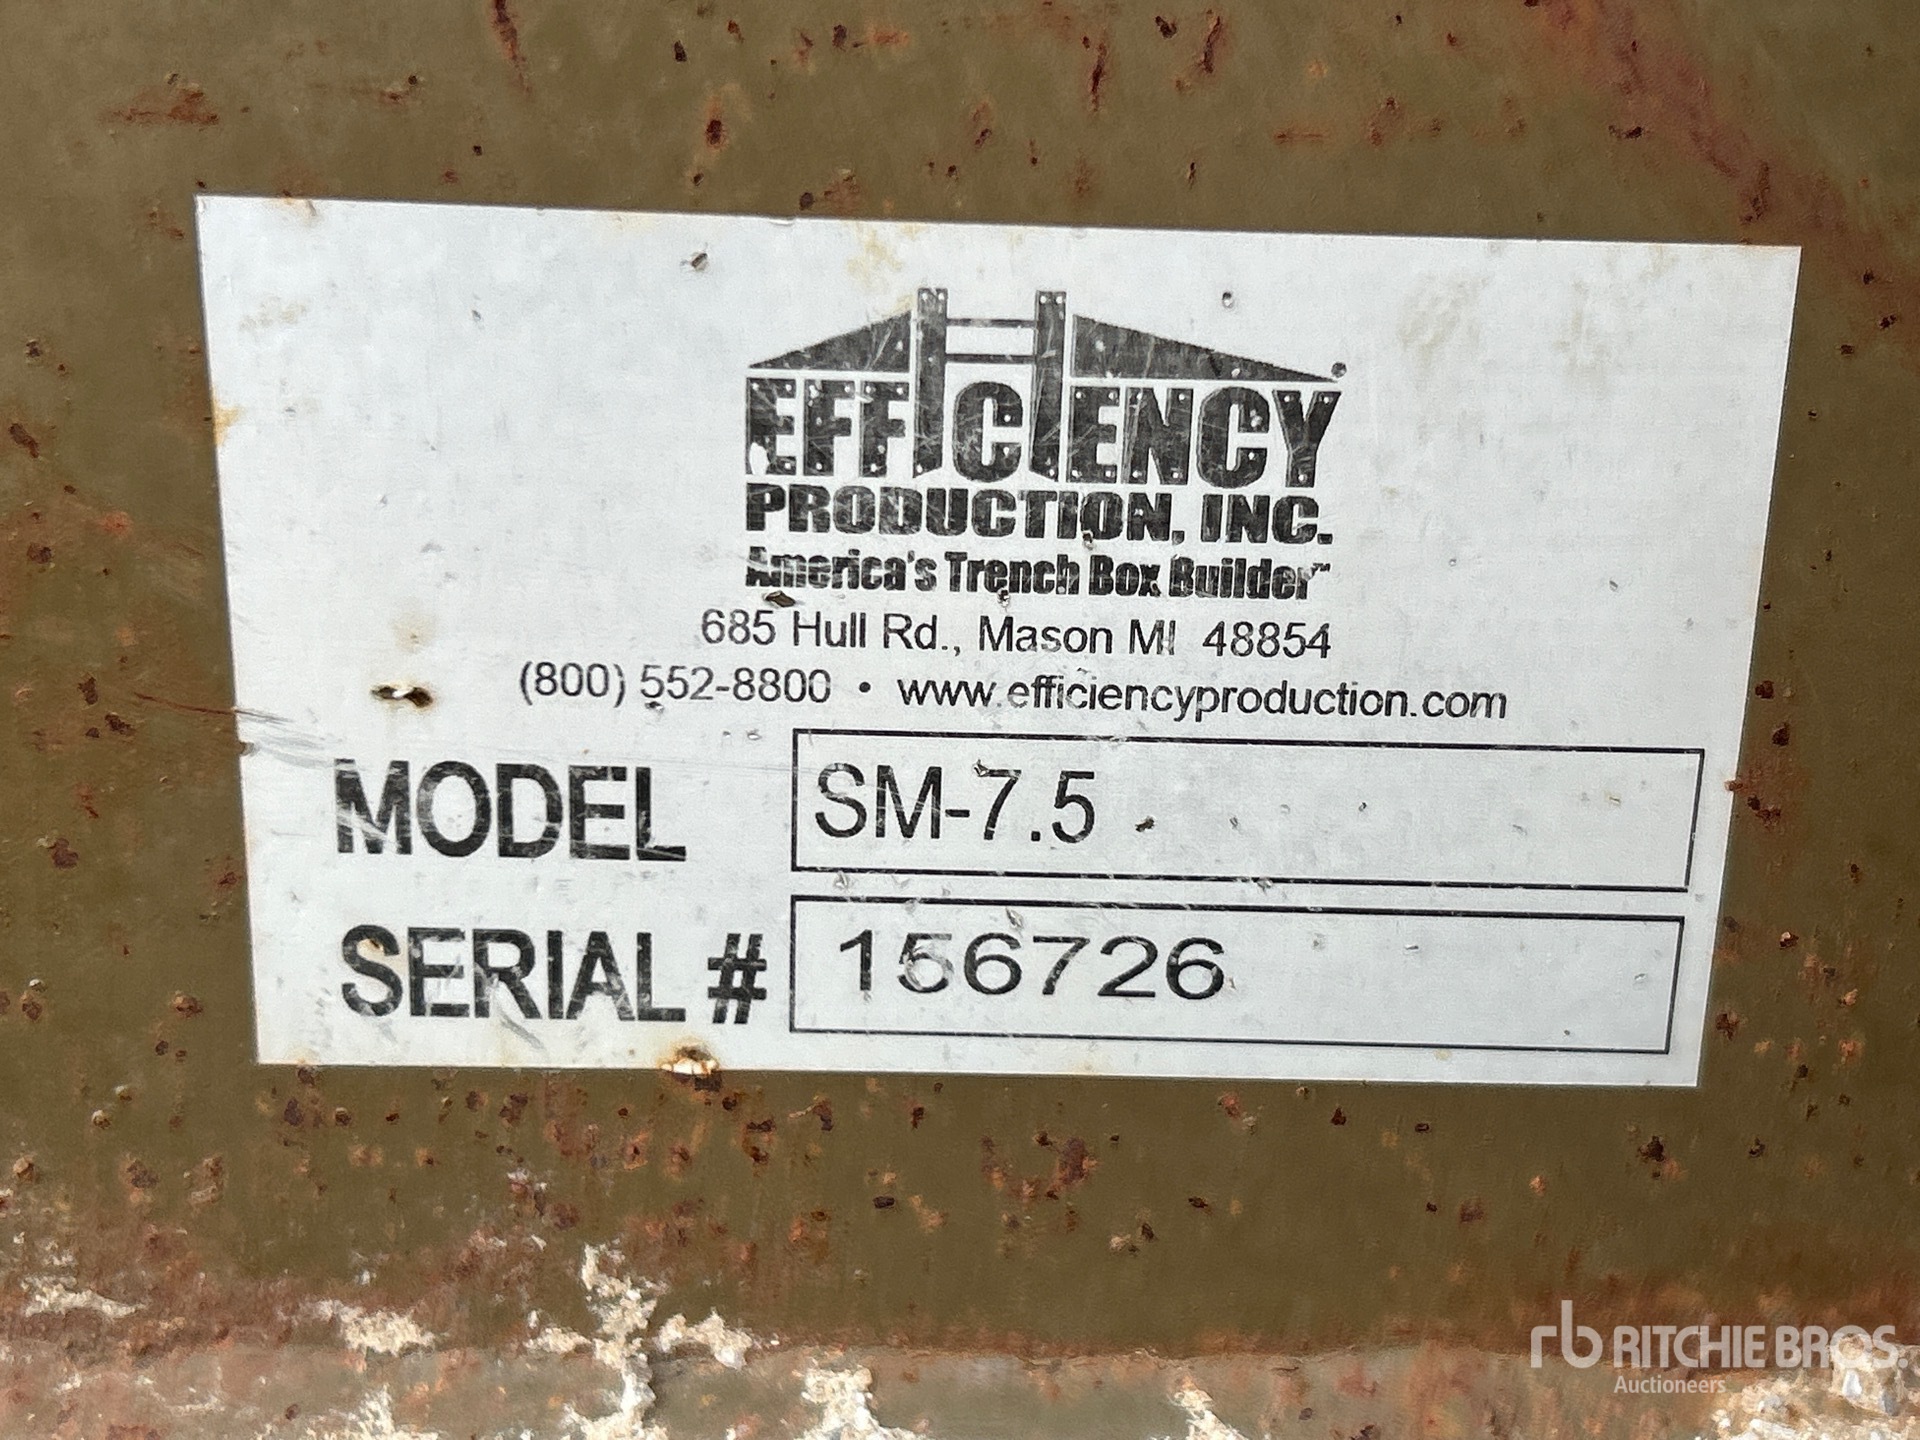 EFFICIENCY
PRODUCTION, INC.
America's Trench Box Builder™
685 Hull Rd., Mason MI 48854
(800) 552-8800 • www.efficiencyproduction.com
MODEL SM-7.5
SERIAL # 156726
rb RITCHIE BROS.
Auctioneers